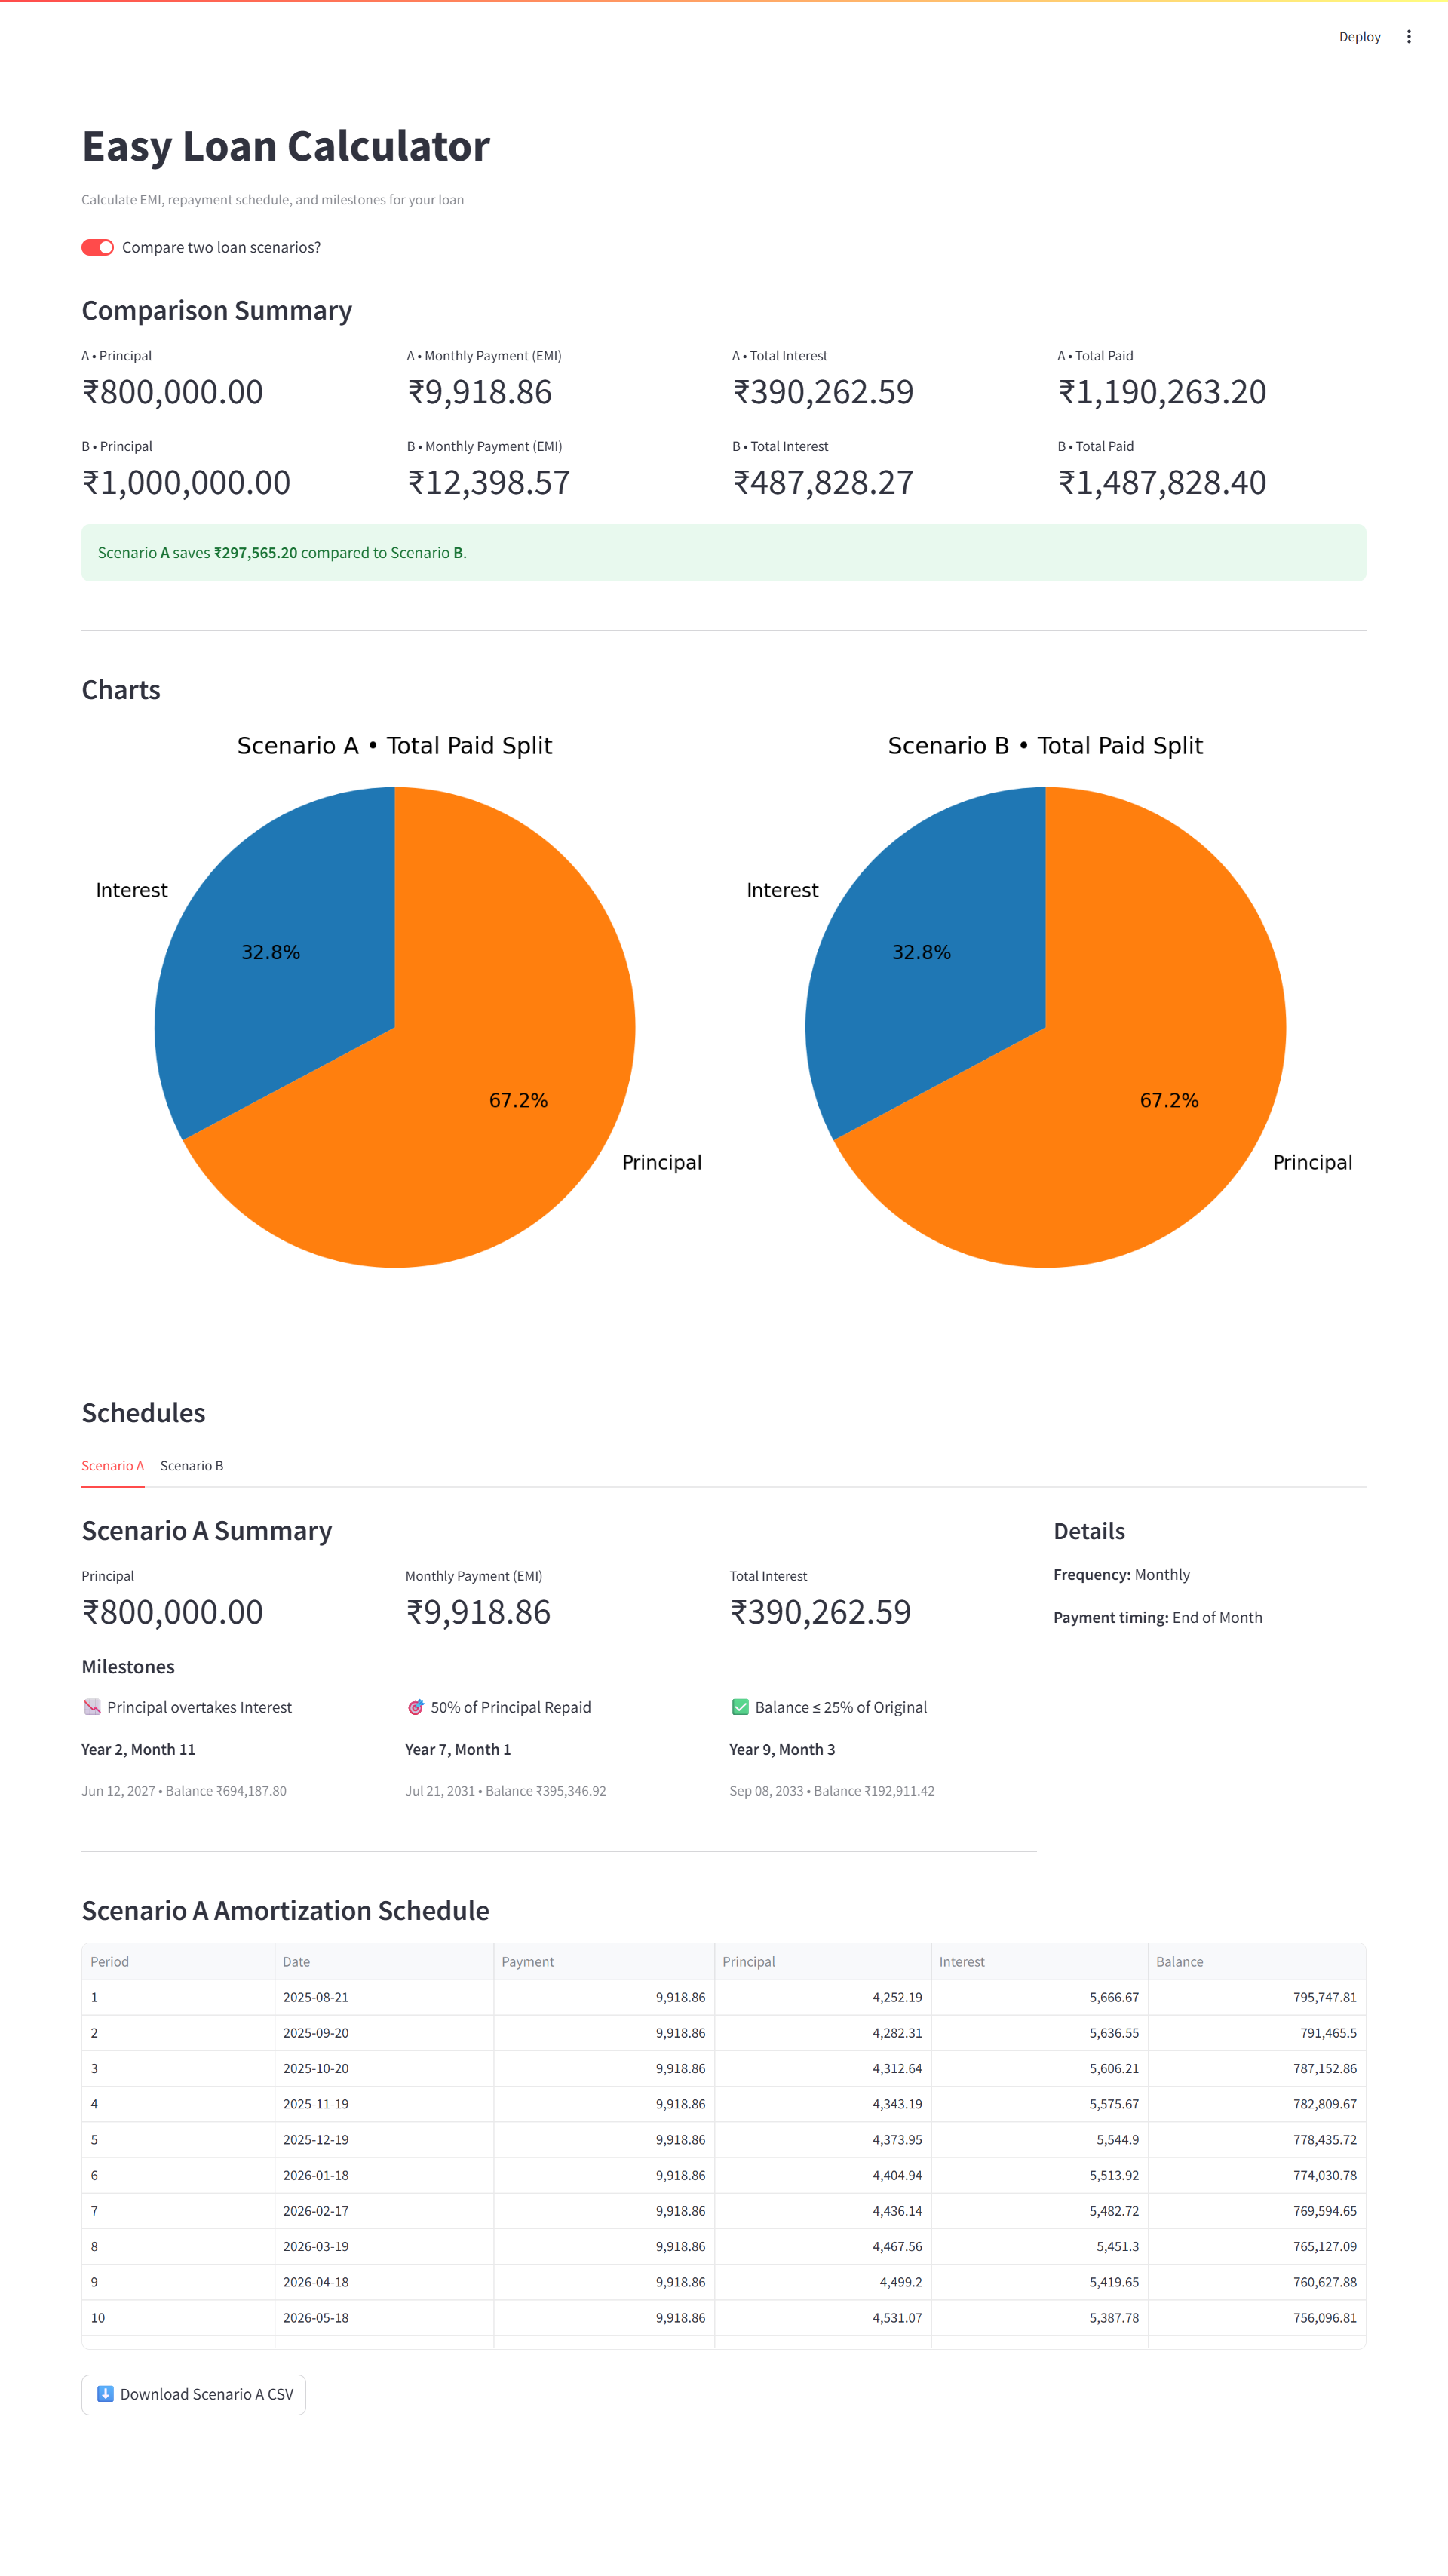 Deploy
Easy Loan Calculator
Calculate EMI, repayment schedule, and milestones for your loan
Compare two loan scenarios?
Comparison Summary
A • Principal A • Monthly Payment (EMI) A • Total Interest A • Total Paid
₹800,000.00 ₹9,918.86 ₹390,262.59 ₹1,190,263.20
B • Principal B • Monthly Payment (EMI) B • Total Interest B • Total Paid
₹1,000,000.00 ₹12,398.57 ₹487,828.27 ₹1,487,828.40
Scenario A saves ₹297,565.20 compared to Scenario B.
Charts
Scenario A • Total Paid Split Scenario B • Total Paid Split
Interest Interest
32.8% 32.8%
67.2% 67.2%
Principal Principal
Schedules
Scenario A Scenario B
Scenario A Summary Details
Principal Monthly Payment (EMI) Total Interest Frequency: Monthly
₹800,000.00 ₹9,918.86 ₹390,262.59 Payment timing: End of Month
Milestones
Principal overtakes Interest 50% of Principal Repaid Balance ≤ 25% of Original
Year 2, Month 11 Year 7, Month 1 Year 9, Month 3
Jun 12, 2027 • Balance ₹694,187.80 Jul 21, 2031 • Balance ₹395,346.92 Sep 08, 2033 • Balance ₹192,911.42
Scenario A Amortization Schedule
Period Date Payment Principal Interest Balance
1 2025-08-21 9,918.86 4,252.19 5,666.67 795,747.81
2 2025-09-20 9,918.86 4,282.31 5,636.55 791,465.5
3 2025-10-20 9,918.86 4,312.64 5,606.21 787,152.86
4 2025-11-19 9,918.86 4,343.19 5,575.67 782,809.67
5 2025-12-19 9,918.86 4,373.95 5,544.9 778,435.72
6 2026-01-18 9,918.86 4,404.94 5,513.92 774,030.78
7 2026-02-17 9,918.86 4,436.14 5,482.72 769,594.65
8 2026-03-19 9,918.86 4,467.56 5,451.3 765,127.09
9 2026-04-18 9,918.86 4,499.2 5,419.65 760,627.88
10 2026-05-18 9,918.86 4,531.07 5,387.78 756,096.81
Download Scenario A CSV